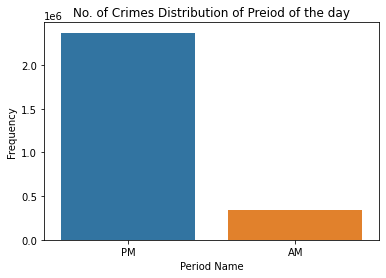 No. of Crimes Distribution of Preiod of the day
1e6
2.0
1.5
1.0
0.5
0.0
Frequency
PM
AM
Period Name